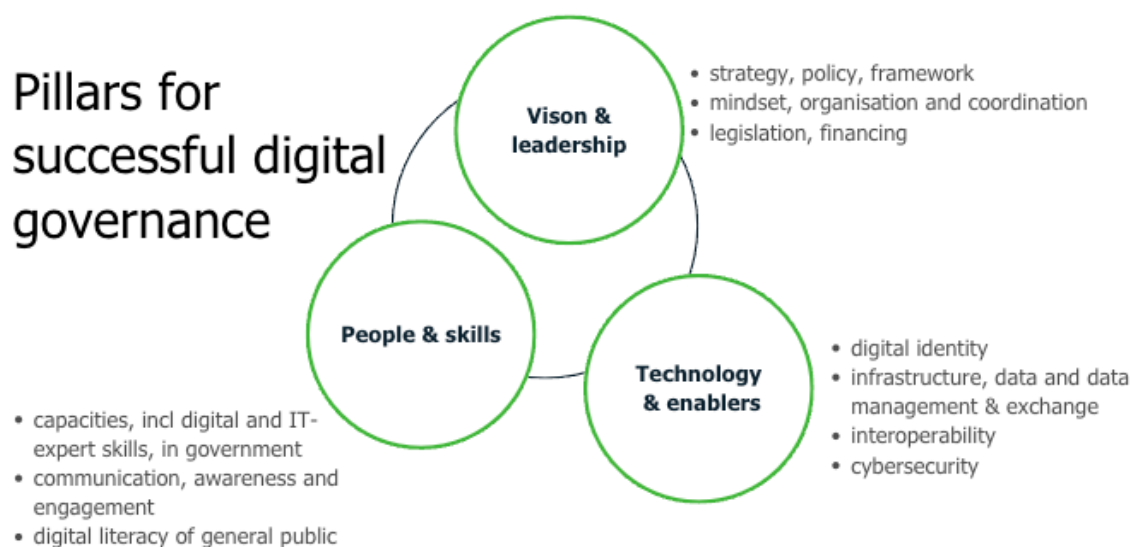 Pillars for
successful digital
governance
Vison &
leadership
• strategy, policy, framework
• mindset, organisation and coordination
• legislation, financing
People & skills
• capacities, incl digital and IT-
expert skills, in government
• communication, awareness and
engagement
• digital literacy of general public
Technology
& enablers
• digital identity
• infrastructure, data and data
management & exchange
• interoperability
• cybersecurity